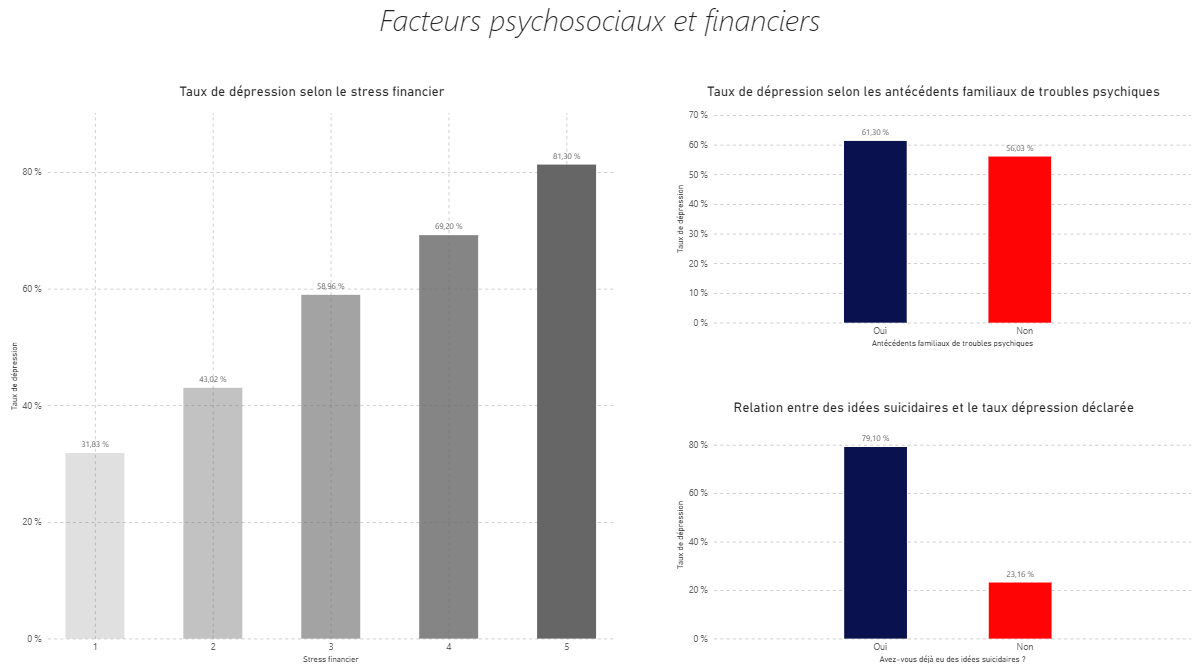 Facteurs psychosociaux et financiers
Taux de dépression selon le stress financier
Taux de dépression
80 %
60 %
40 %
20 %
0 %
31,83 %
43,02 %
58,96 %
69,20 %
81,30 %
1
2
3
4
5
Stress financier
Taux de dépression selon les antécédents familiaux de troubles psychiques
Taux de dépression
70 %
60 %
50 %
40 %
30 %
20 %
10 %
0 %
61,30 %
56,03 %
Oui
Non
Antécédents familiaux de troubles psychiques
Relation entre des idées suicidaires et le taux dépression déclarée
Taux de dépression
80 %
60 %
40 %
20 %
0 %
79,10 %
23,16 %
Oui
Non
Avez-vous déjà eu des idées suicidaires ?